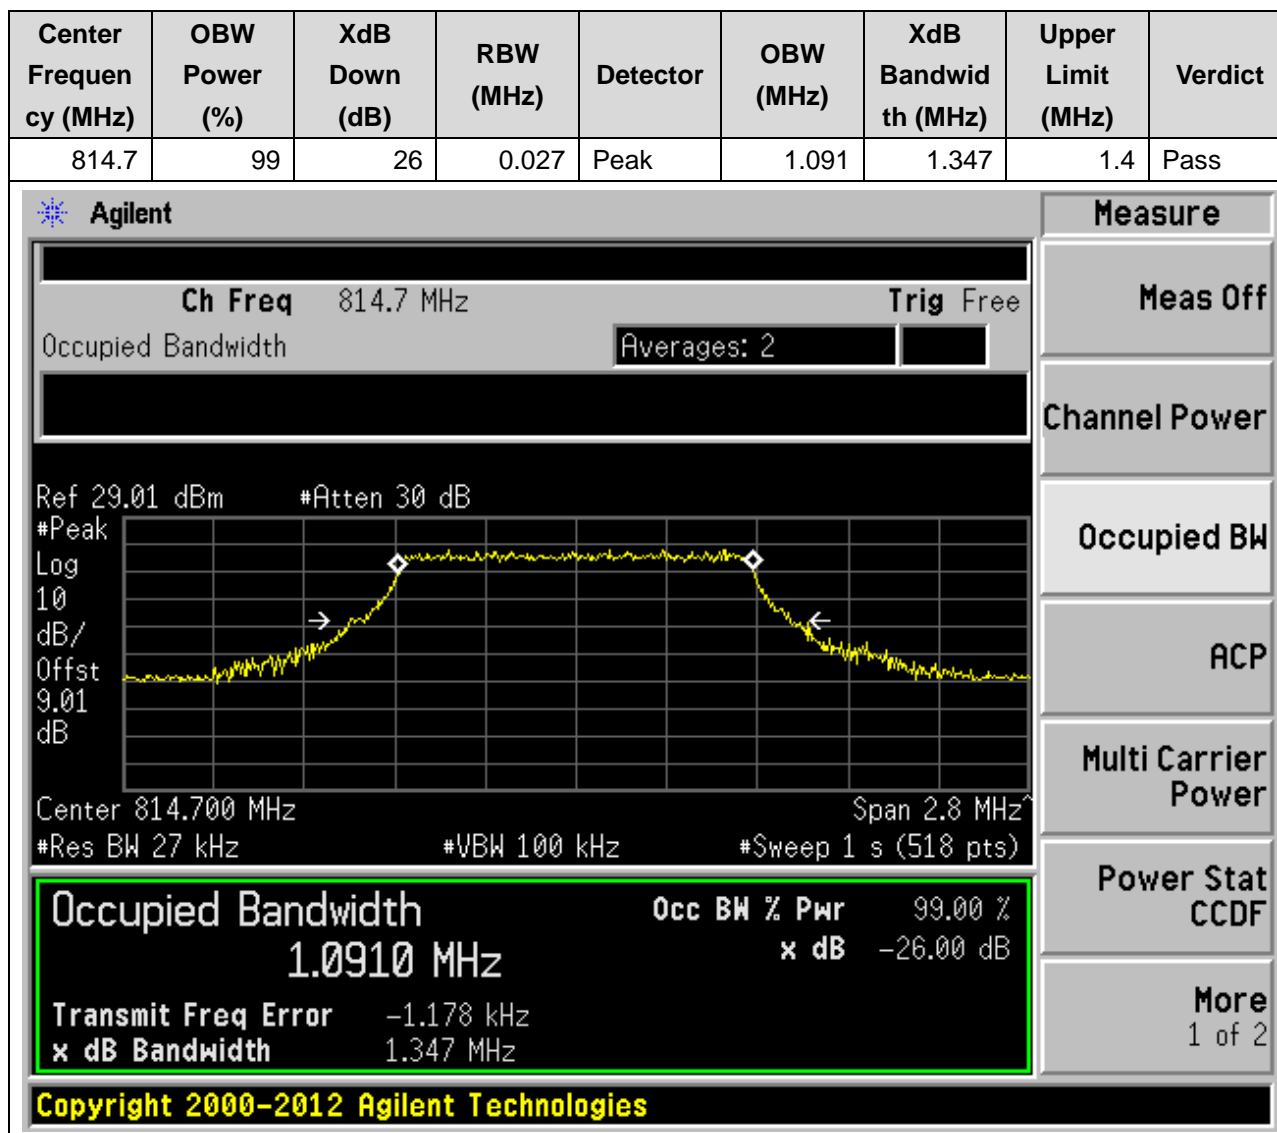 Center Frequen cy (MHz) OBW Power (%) XdB Down (dB) RBW (MHz) Detector OBW (MHz) XdB Bandwid th (MHz) Upper Limit (MHz) Verdict
814.7 99 26 0.027 Peak 1.091 1.347 1.4 Pass
Agilent
Measure
Ch Freq 814.7 MHz Trig Free
Occupied Bandwidth Averages: 2
Ref 29.01 dBm #Atten 30 dB
#Peak
Log
10
dB/
Offst
9.01
dB
Center 814.700 MHz Span 2.8 MHz^
#Res BW 27 kHz #VBW 100 kHz #Sweep 1 s (518 pts)
Occupied Bandwidth Occ BW % Pwr 99.00 %
1.0910 MHz x dB -26.00 dB
Transmit Freq Error -1.178 kHz
x dB Bandwidth 1.347 MHz
Copyright 2000-2012 Agilent Technologies
Meas Off
Channel Power
Occupied BW
ACP
Multi Carrier
Power
Power Stat
CCDF
More
1 of 2